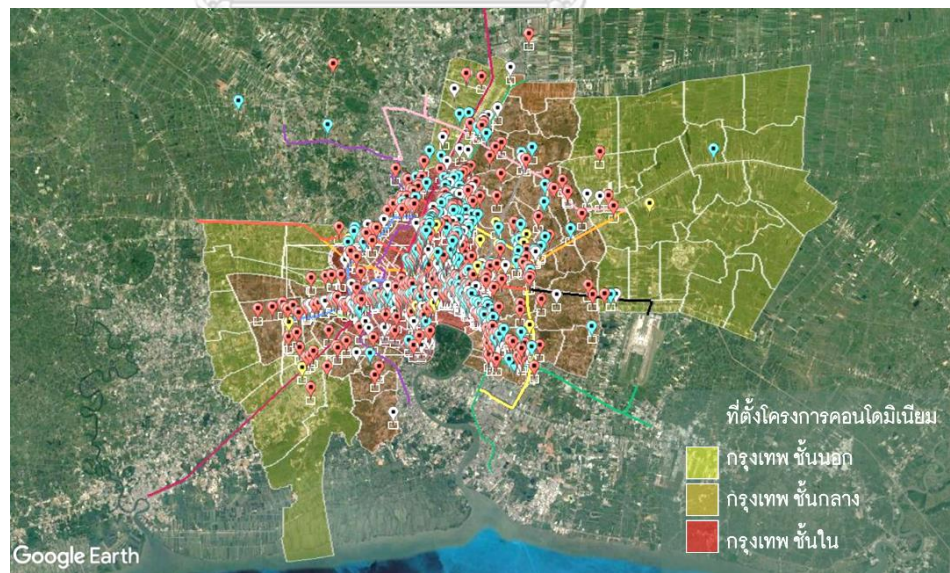 ที่ตั้งโครงการคอนโดมิเนียม
กรุงเทพ ชั้นนอก
กรุงเทพ ชั้นกลาง
กรุงเทพ ชั้นใน
Google Earth